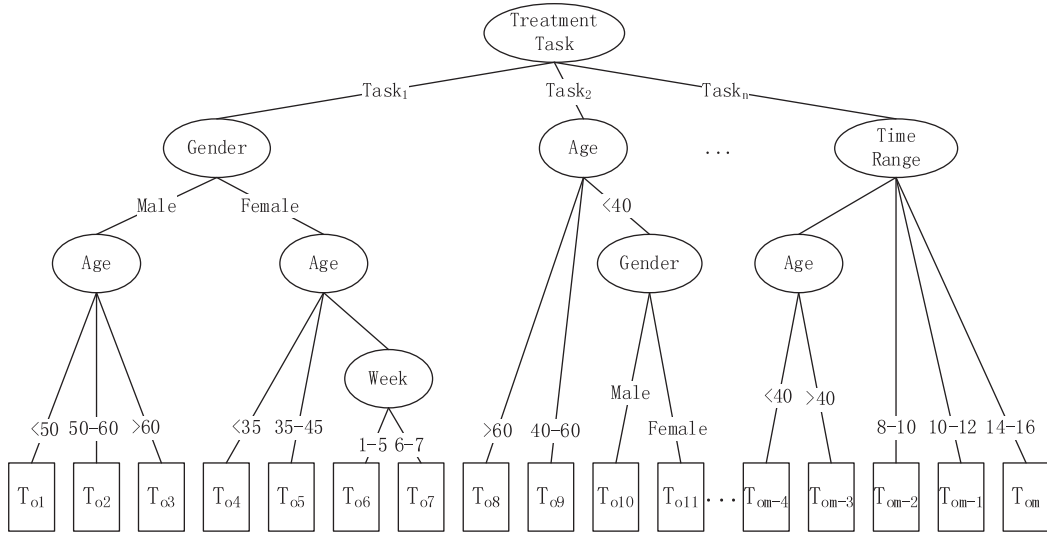 Treatment
Task
Task₁
Task₂
Taskₙ
Gender
Age
...
Time
Range
Male
Female
<40
Age
Age
Gender
Age
Week
Male
<40
>40
<50
50-60
>60
<35
35-45
1-5
6-7
>60
40-60
Female
8-10
10-12
14-16
To1
To2
To3
To4
To5
To6
To7
To8
To9
To10
To11
...
Tom-4
Tom-3
Tom-2
Tom-1
Tom